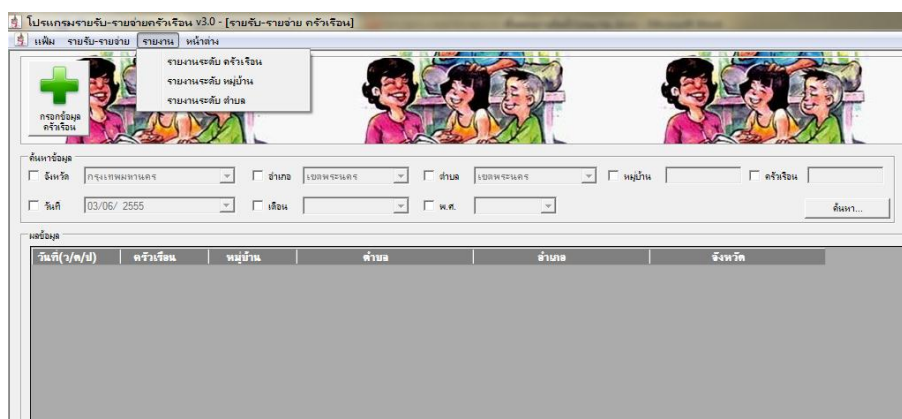 โปรแกรมรายรับ-รายจ่ายครัวเรือน v3.0 - [รายรับ-รายจ่าย ครัวเรือน]
แฟ้ม รายรับ-รายจ่าย รายงาน หน้าต่าง
รายงานระดับ ครัวเรือน
รายงานระดับ หมู่บ้าน
รายงานระดับ ตำบล
กรอกข้อมูล
ครัวเรือน
ค้นหาข้อมูล
จังหวัด กรุงเทพมหานคร อำเภอ เขตพระนคร ตำบล เขตพระนคร หมู่บ้าน ครัวเรือน
วันที่ 03/06/ 2555 เดือน พ.ศ. ค้นหา...
ผลข้อมูล
วันที่(ว/ด/ป) ครัวเรือน หมู่บ้าน ตำบล อำเภอ จังหวัด